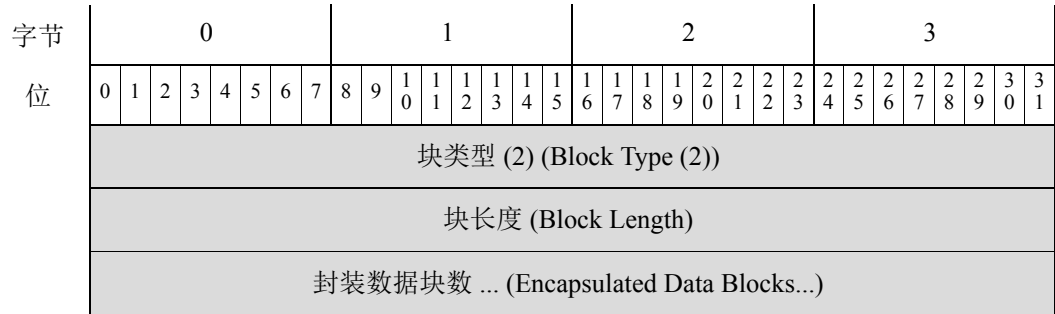 字节 0 1 2 3
位 0 1 2 3 4 5 6 7 8 9 10 11 12 13 14 15 16 17 18 19 20 21 22 23 24 25 26 27 28 29 30 31
块类型 (2) (Block Type (2))
块长度 (Block Length)
封装数据块数 ... (Encapsulated Data Blocks...)